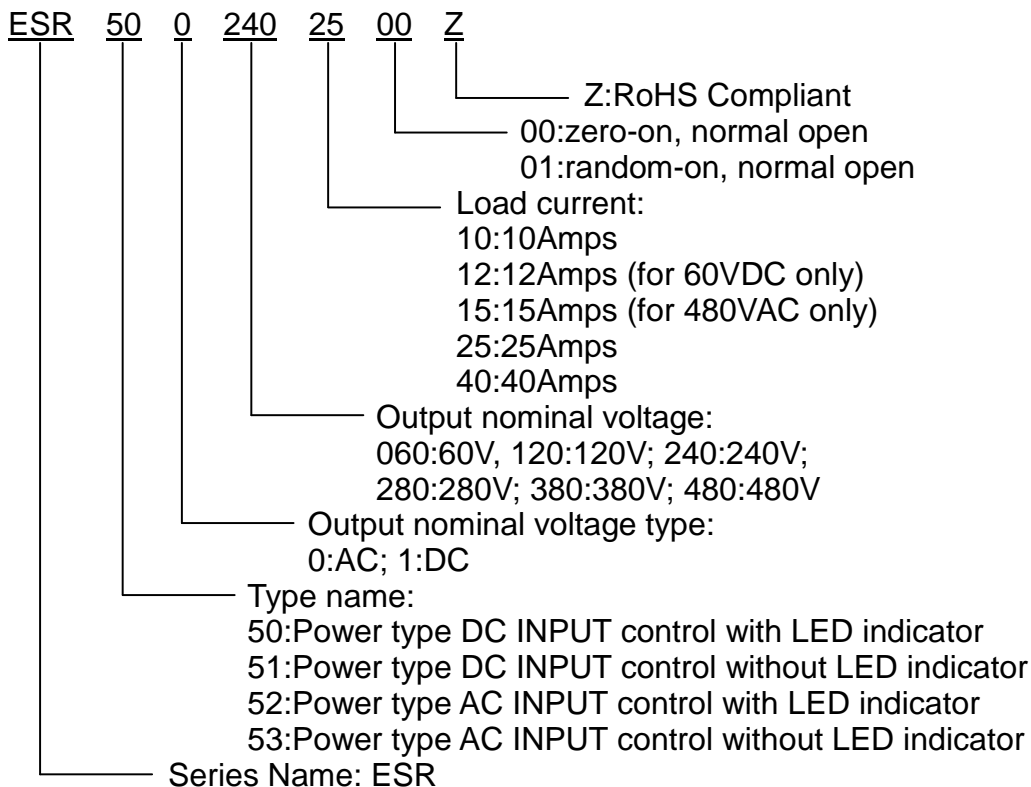 ESR 50 0 240 25 00 Z
Z:RoHS Compliant
00:zero-on, normal open
01:random-on, normal open
Load current:
10:10Amps
12:12Amps (for 60VDC only)
15:15Amps (for 480VAC only)
25:25Amps
40:40Amps
Output nominal voltage:
060:60V, 120:120V; 240:240V;
280:280V; 380:380V; 480:480V
Output nominal voltage type:
0:AC; 1:DC
Type name:
50:Power type DC INPUT control with LED indicator
51:Power type DC INPUT control without LED indicator
52:Power type AC INPUT control with LED indicator
53:Power type AC INPUT control without LED indicator
Series Name: ESR